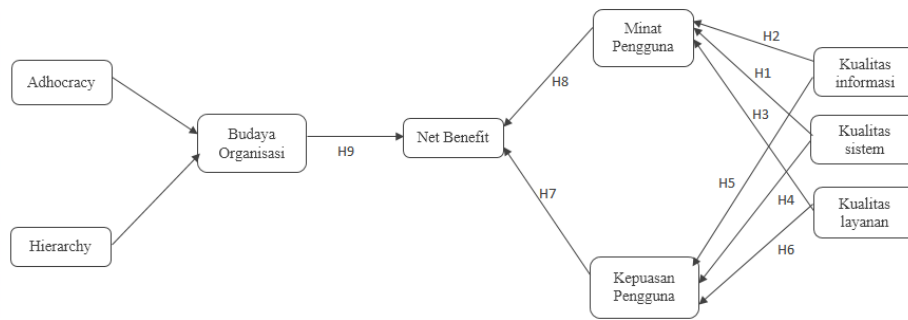 Minat
Pengguna
H2
Kualitas
informasi
Adhocracy
H8
H1
H3
Budaya
Organisasi
H9
Net Benefit
Kualitas
sistem
H7
H5
H4
Kualitas
layanan
Hierarchy
H6
Kepuasan
Pengguna